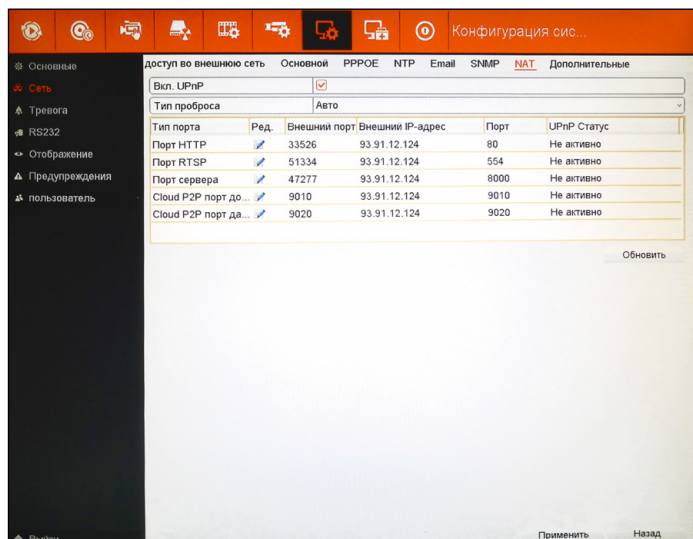 Конфигурация сис...
Основные
Сеть
Тревога
RS232
Отображение
Предупреждения
пользователь
Выйти
доступ во внешнюю сеть Основной PPPOE NTP Email SNMP NAT Дополнительные
Вкл. UPnP
Тип проброса Авто
Тип порта Ред. Внешний порт Внешний IP-адрес Порт UPnP Статус
Порт HTTP 33526 93.91.12.124 80 Не активно
Порт RTSP 51334 93.91.12.124 554 Не активно
Порт сервера 47277 93.91.12.124 8000 Не активно
Cloud P2P порт до... 9010 93.91.12.124 9010 Не активно
Cloud P2P порт да... 9020 93.91.12.124 9020 Не активно
Обновить
Применить Назад